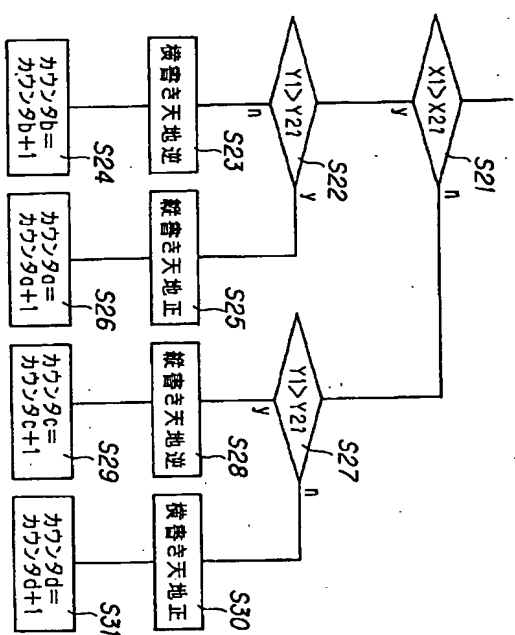 X1>X2?
S21
y
n
Y1>Y2?
S22
n
y
Y1>Y2?
S27
y
n
横書き天地逆
S23
縦書き天地正
S25
縦書き天地逆
S28
横書き天地正
S30
カウンタb=
カウンタb+1
S24
カウンタa=
カウンタa+1
S26
カウンタc=
カウンタc+1
S29
カウンタd=
カウンタd+1
S31